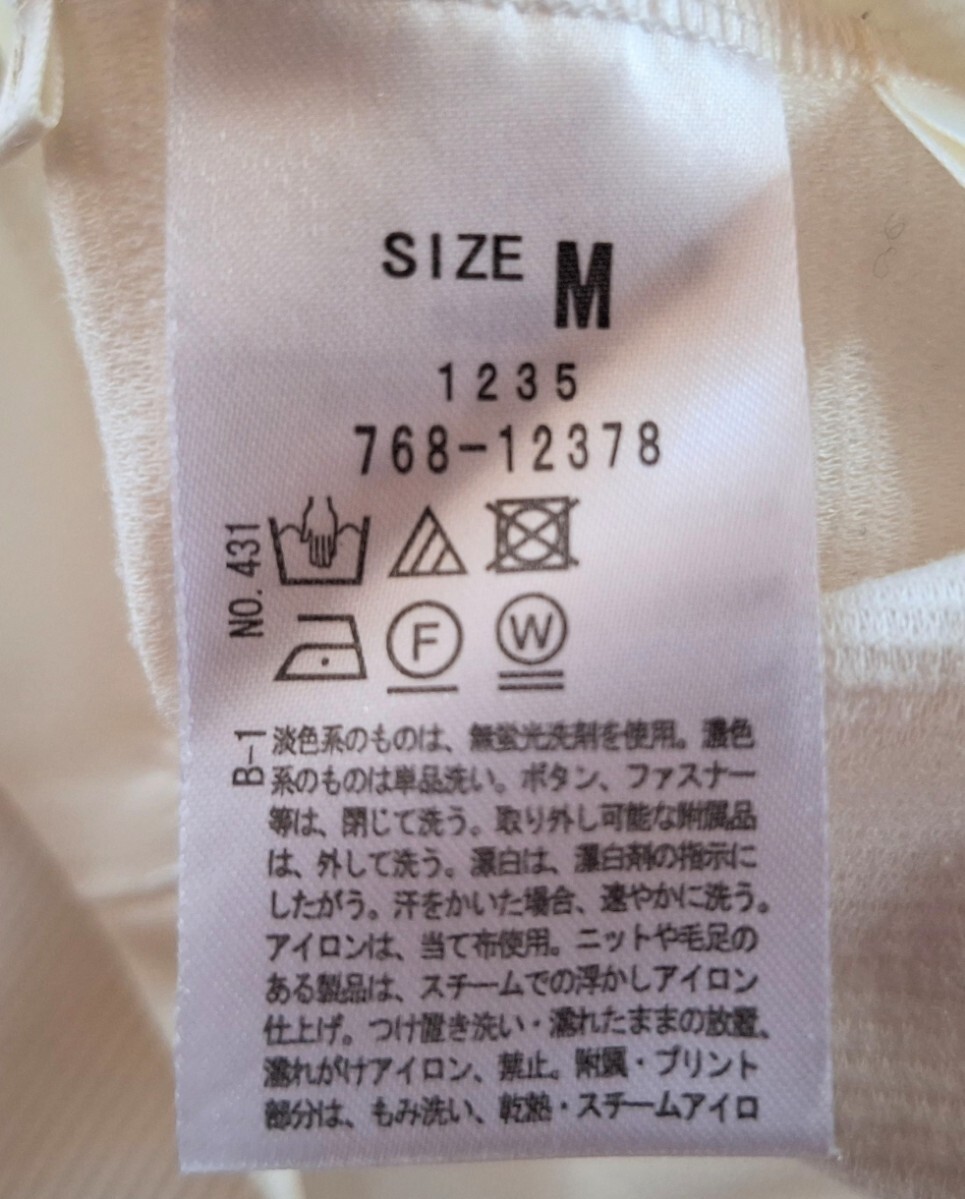 SIZE M
1235
768-12378
NO. 431
F
W
B-1
淡色系のものは、無蛍光洗剤を使用。濃色
系のものは単品洗い。ボタン、ファスナー
等は、閉じて洗う。取り外し可能な附属品
は、外して洗う。漂白は、漂白剤の指示に
したがう。汗をかいた場合、速やかに洗う。
アイロンは、当て布使用。ニットや毛足の
ある製品は、スチームでの浮かしアイロン
仕上げ。つけ置き洗い・濡れたままの放置、
濡れがけアイロン、禁止。附属・プリント
部分は、もみ洗い、乾熱・スチームアイロ